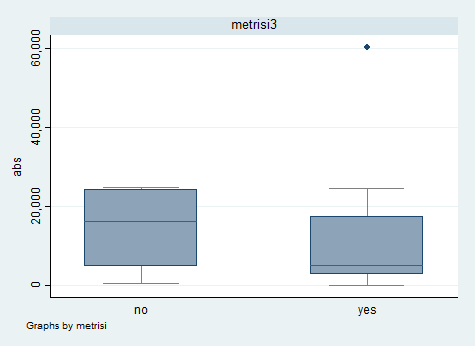 metrisi3
60,000
40,000
20,000
0
abs
no yes
Graphs by metrisi